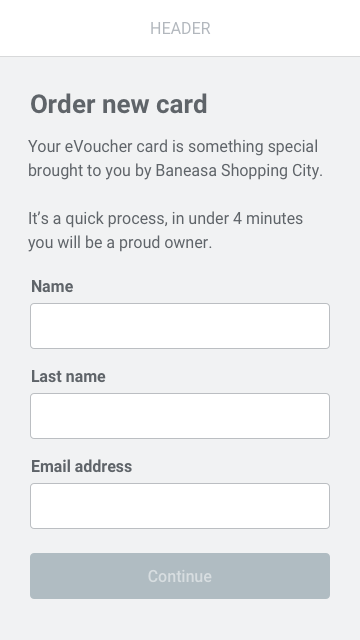 HEADER
Order new card
Your eVoucher card is something special
brought to you by Baneasa Shopping City.
It’s a quick process, in under 4 minutes
you will be a proud owner.
Name
Last name
Email address
Continue